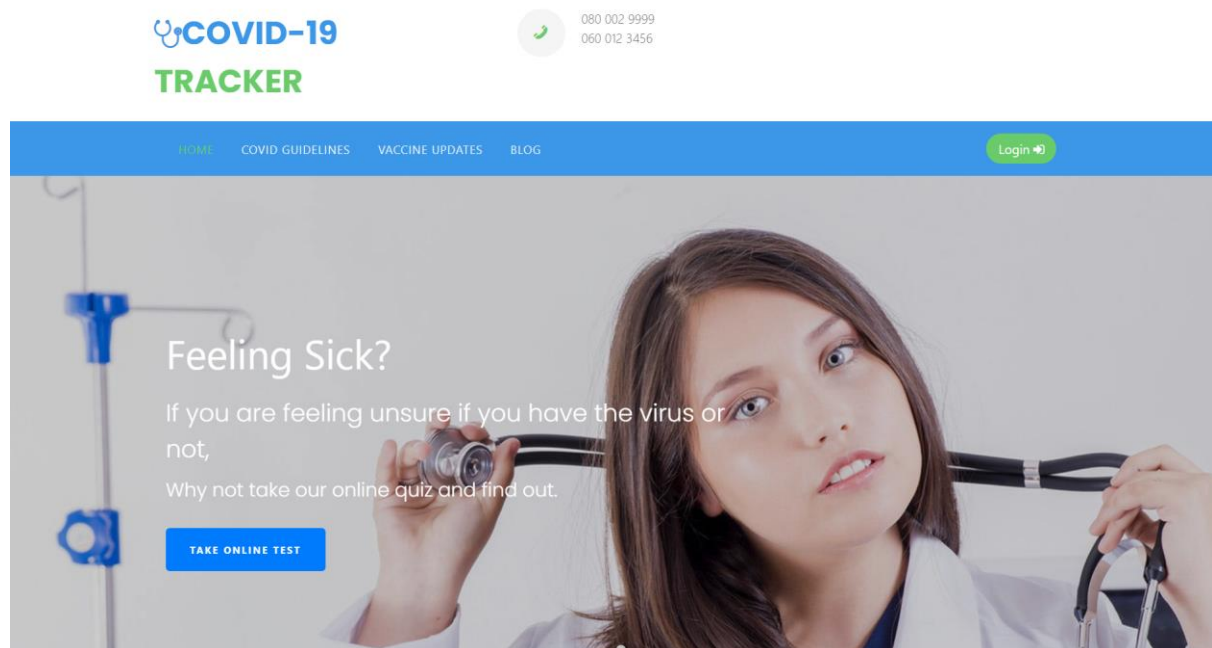 COVID-19
TRACKER
080 002 9999
060 012 3456
HOME COVID GUIDELINES VACCINE UPDATES BLOG Login
Feeling Sick?
If you are feeling unsure if you have the virus or
not,
Why not take our online quiz and find out.
TAKE ONLINE TEST